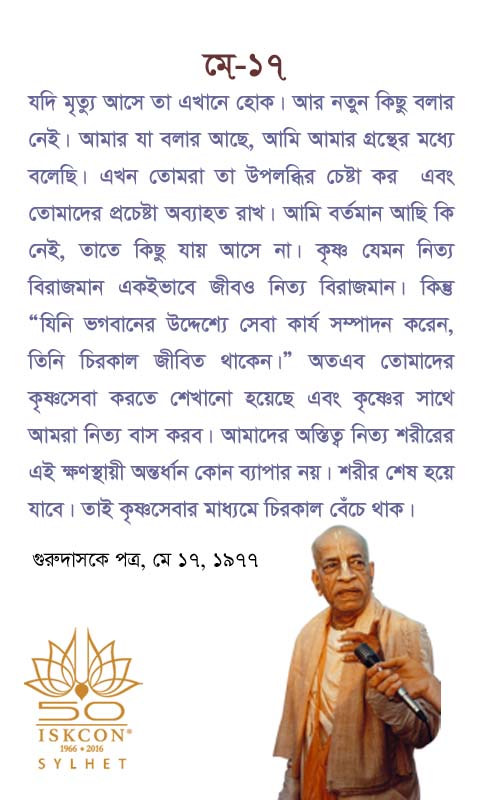 মে-১৭
যদি মৃত্যু আসে তা এখানে হোক। আর নতুন কিছু বলার
নেই। আমার যা বলার আছে, আমি আমার গ্রন্থের মধ্যে
বলেছি। এখন তোমরা তা উপলব্ধির চেষ্টা কর এবং
তোমাদের প্রচেষ্টা অব্যাহত রাখ। আমি বর্তমান আছি কি
নেই, তাতে কিছু যায় আসে না। কৃষ্ণ যেমন নিত্য
বিরাজমান একইভাবে জীবও নিত্য বিরাজমান। কিন্তু
“যিনি ভগবানের উদ্দেশ্যে সেবা কার্য সম্পাদন করেন,
তিনি চিরকাল জীবিত থাকেন।” অতএব তোমাদের
কৃষ্ণসেবা করতে শেখানো হয়েছে এবং কৃষ্ণের সাথে
আমরা নিত্য বাস করব। আমাদের অস্তিত্ব নিত্য শরীরের
এই ক্ষণস্থায়ী অন্তর্ধান কোন ব্যাপার নয়। শরীর শেষ হয়ে
যাবে। তাই কৃষ্ণসেবার মাধ্যমে চিরকাল বেঁচে থাক।
গুরুদাসকে পত্র, মে ১৭, ১৯৭৭
50
ISKCON®
1966 • 2016
SYLHET